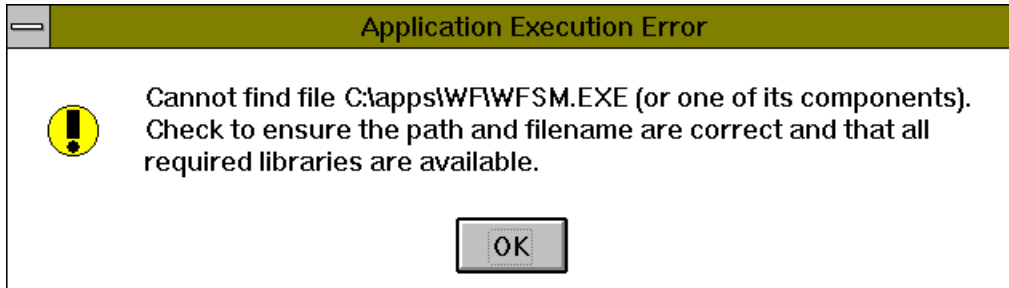 Application Execution Error
Cannot find file C:\apps\WF\WFSM.EXE (or one of its components).
Check to ensure the path and filename are correct and that all
required libraries are available.
OK